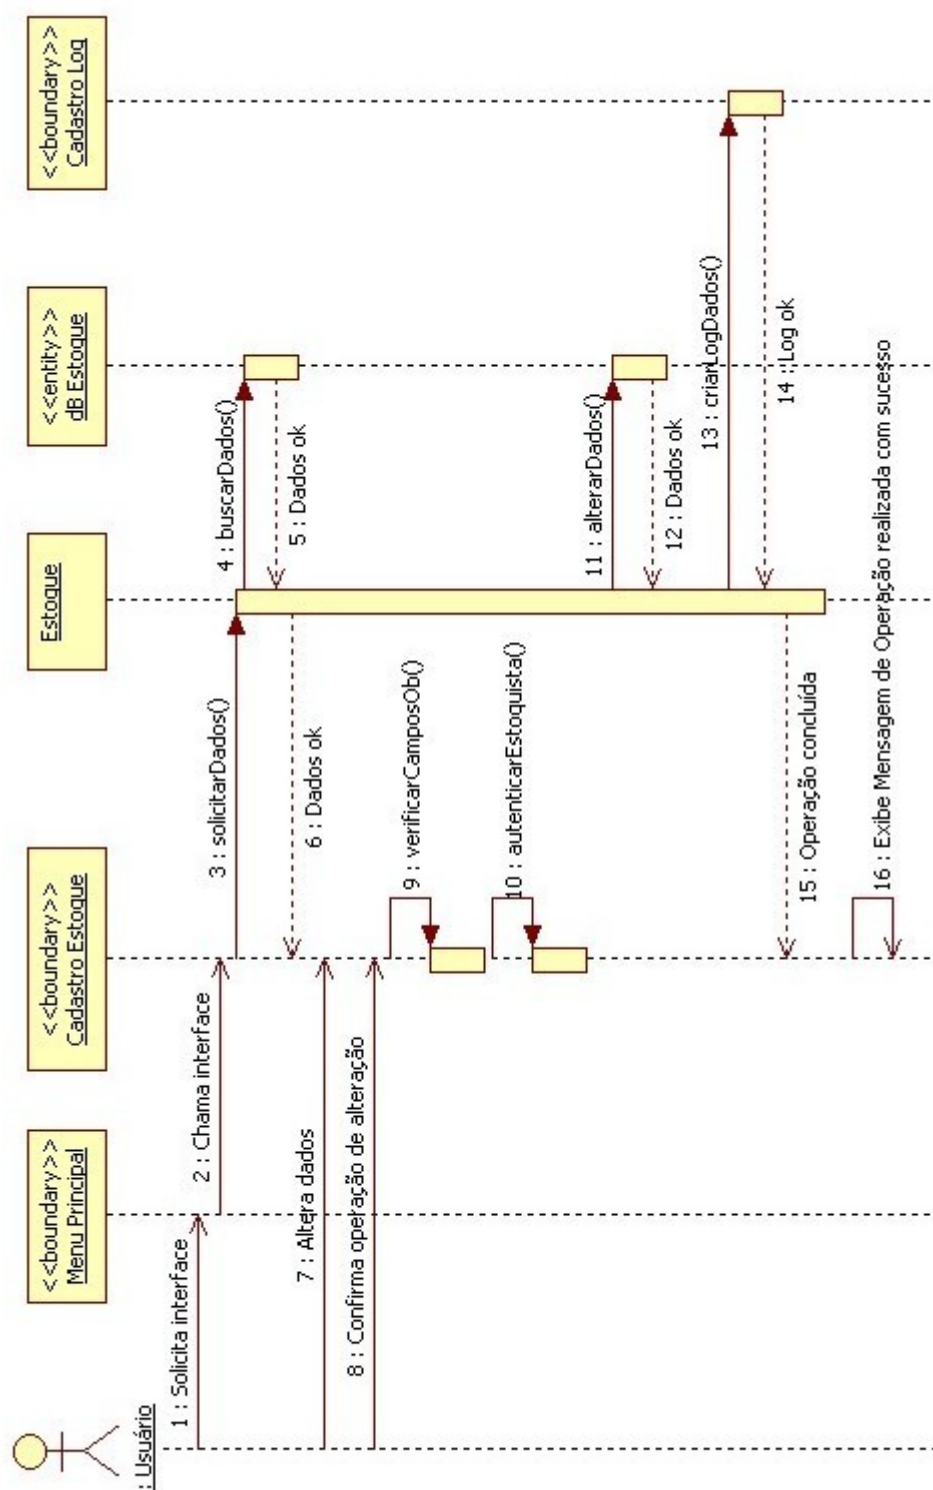 : Usuário
<<boundary>>
Menu Principal
<<boundary>>
Cadastro Estoque
Estoque
<<entity>>
dB Estoque
<<boundary>>
Cadastro Log
1 : Solicita interface
2 : Chama interface
3 : solicitarDados()
4 : buscarDados()
5 : Dados ok
6 : Dados ok
7 : Altera dados
8 : Confirma operação de alteração
9 : verificarCamposOb()
10 : autenticarEstoquista()
11 : alterarDados()
12 : Dados ok
13 : criarLogDados()
14 : Log ok
15 : Operação concluída
16 : Exibe Mensagem de Operação realizada com sucesso